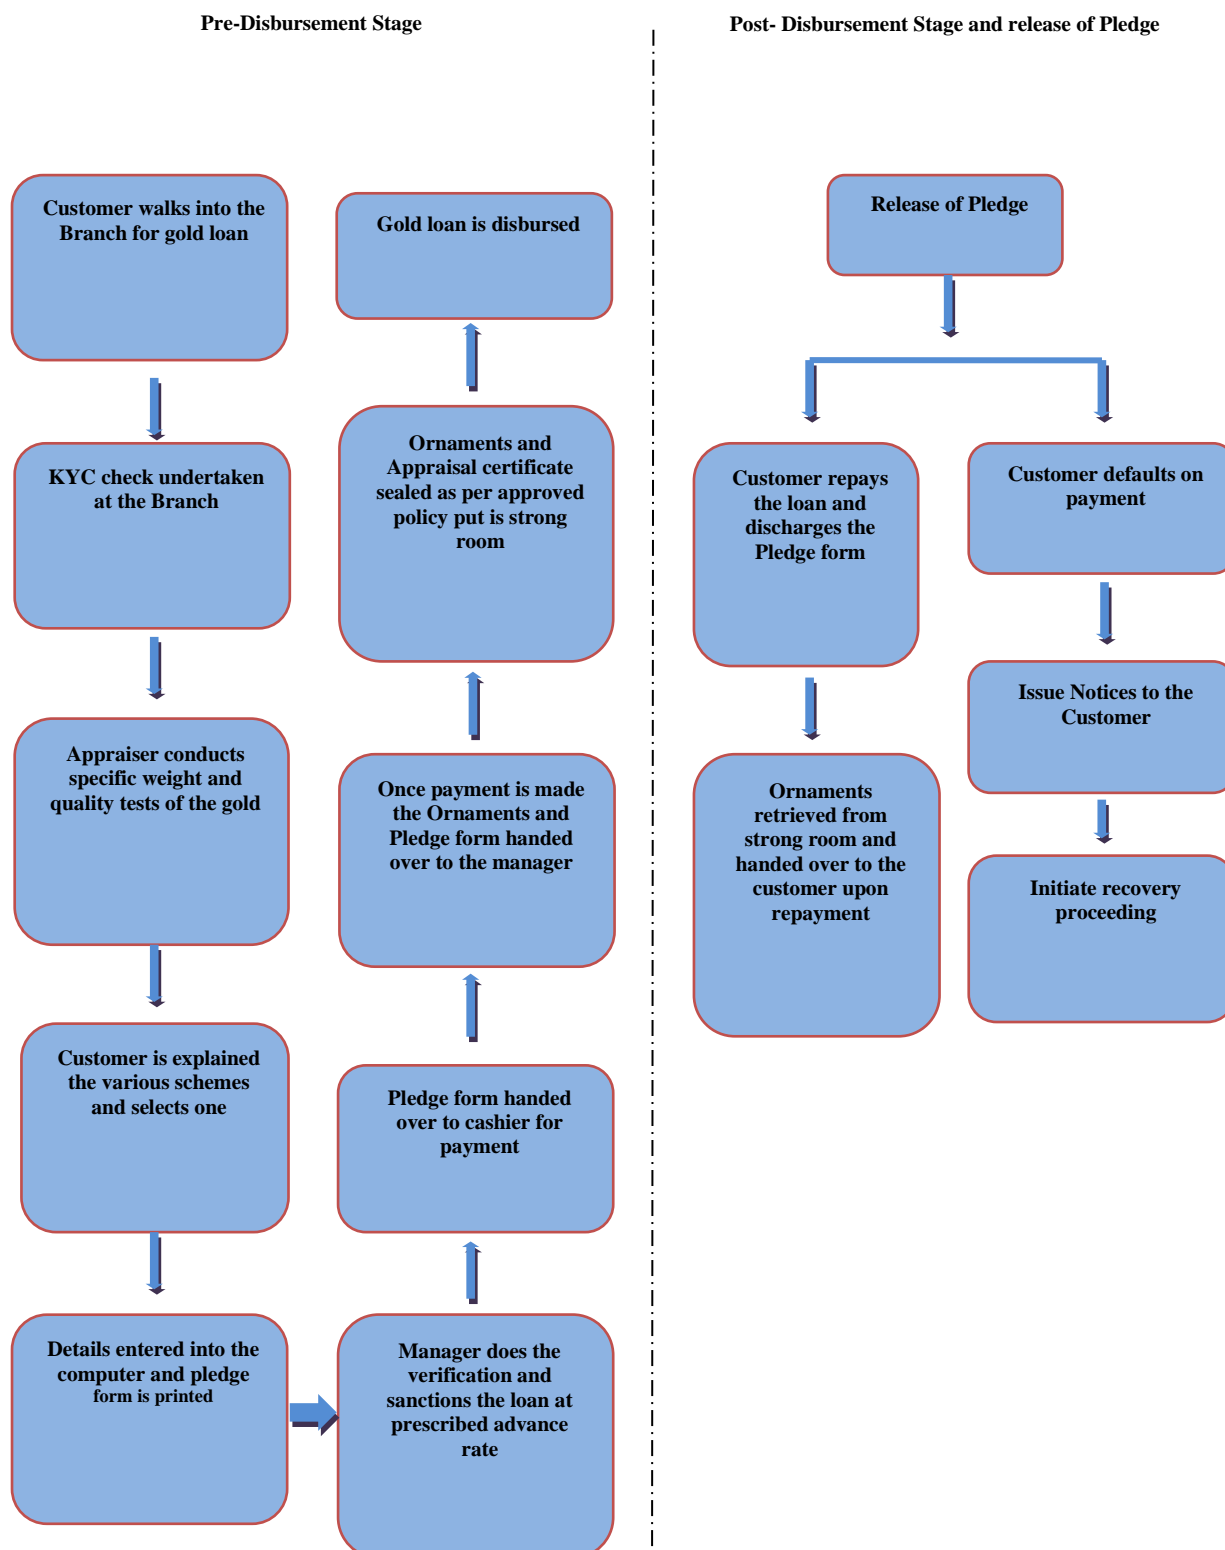 Pre-Disbursement Stage
Post- Disbursement Stage and release of Pledge
Customer walks into the
Branch for gold loan
KYC check undertaken
at the Branch
Appraiser conducts
specific weight and
quality tests of the gold
Customer is explained
the various schemes
and selects one
Details entered into the
computer and pledge
form is printed
Manager does the
verification and
sanctions the loan at
prescribed advance
rate
Pledge form handed
over to cashier for
payment
Once payment is made
the Ornaments and
Pledge form handed
over to the manager
Ornaments and
Appraisal certificate
sealed as per approved
policy put is strong
room
Gold loan is disbursed
Release of Pledge
Customer repays
the loan and
discharges the
Pledge form
Ornaments
retrieved from
strong room and
handed over to the
customer upon
repayment
Customer defaults on
payment
Issue Notices to the
Customer
Initiate recovery
proceeding